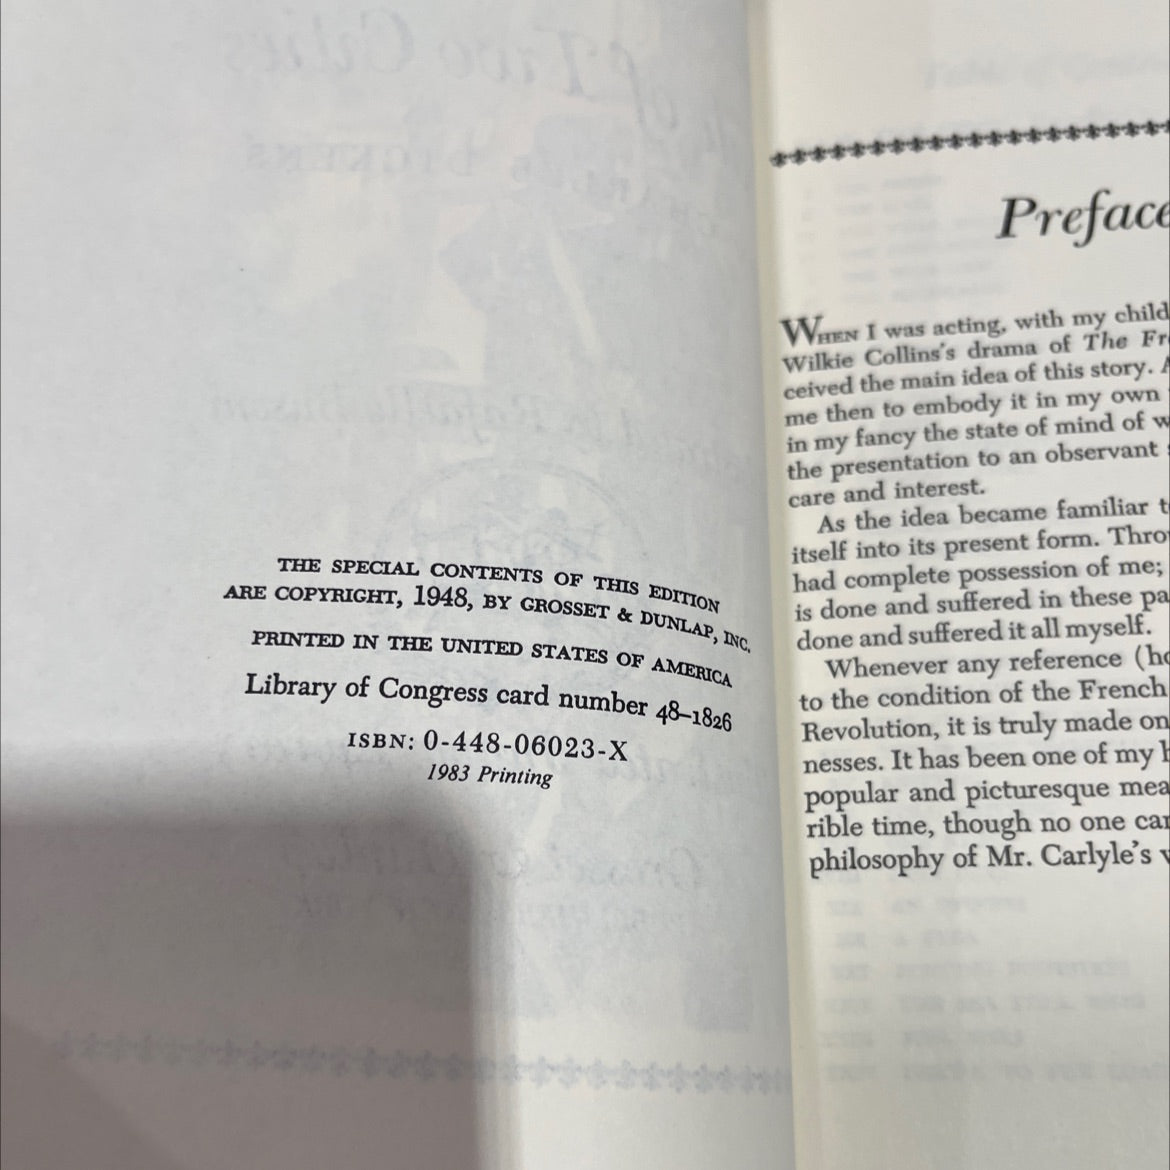 THE SPECIAL CONTENTS OF THIS EDITION
ARE COPYRIGHT, 1948, BY GROSSET & DUNLAP, INC.
PRINTED IN THE UNITED STATES OF AMERICA
Library of Congress card number 48–1826
ISBN: 0-448-06023-X
1983 Printing
Preface
WHEN I was acting, with my child
Wilkie Collins's drama of The Fr
ceived the main idea of this story. A
me then to embody it in my own
in my fancy the state of mind of w
the presentation to an observant
care and interest.
As the idea became familiar t
itself into its present form. Thro
had complete possession of me;
is done and suffered in these pa
done and suffered it all myself.
Whenever any reference (ho
to the condition of the French
Revolution, it is truly made on
nesses. It has been one of my h
popular and picturesque mea
rible time, though no one can
philosophy of Mr. Carlyle's w